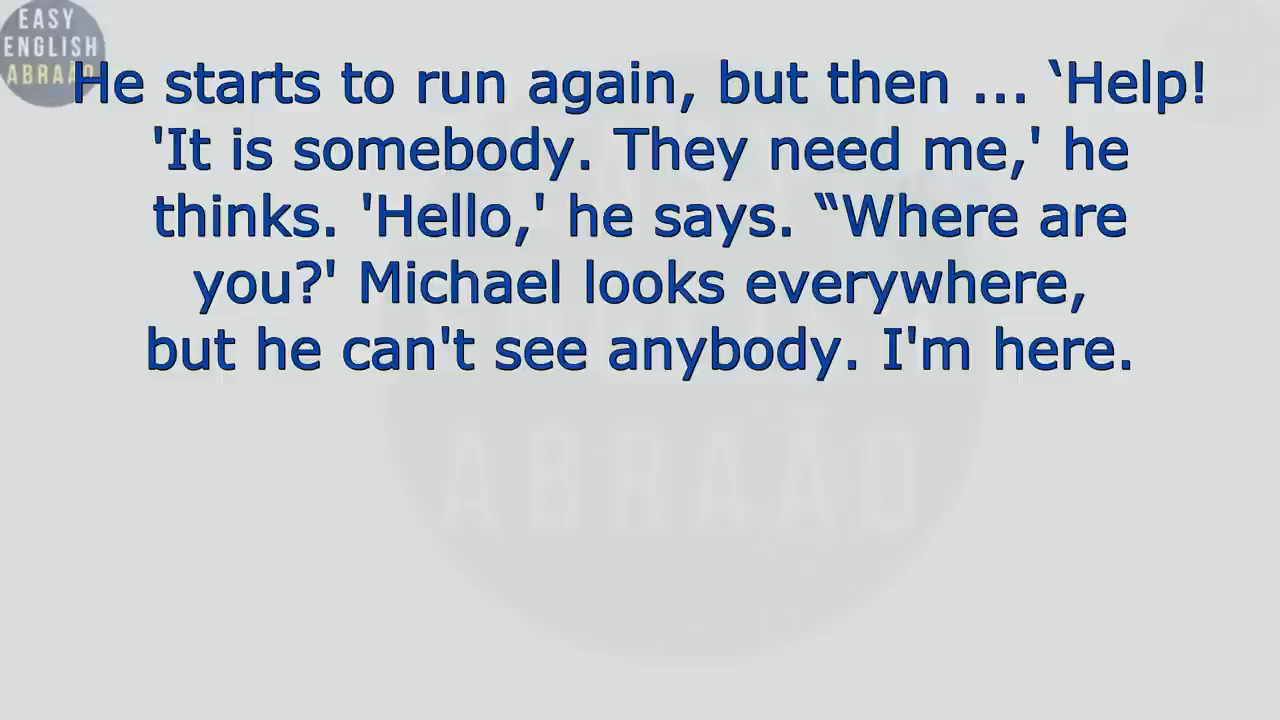 EASY
ENGLISH
ABRAÃO
He starts to run again, but then ... ‘Help!
'It is somebody. They need me,' he
thinks. 'Hello,' he says. “Where are
you?' Michael looks everywhere,
but he can't see anybody. I'm here.
ABRAÃO